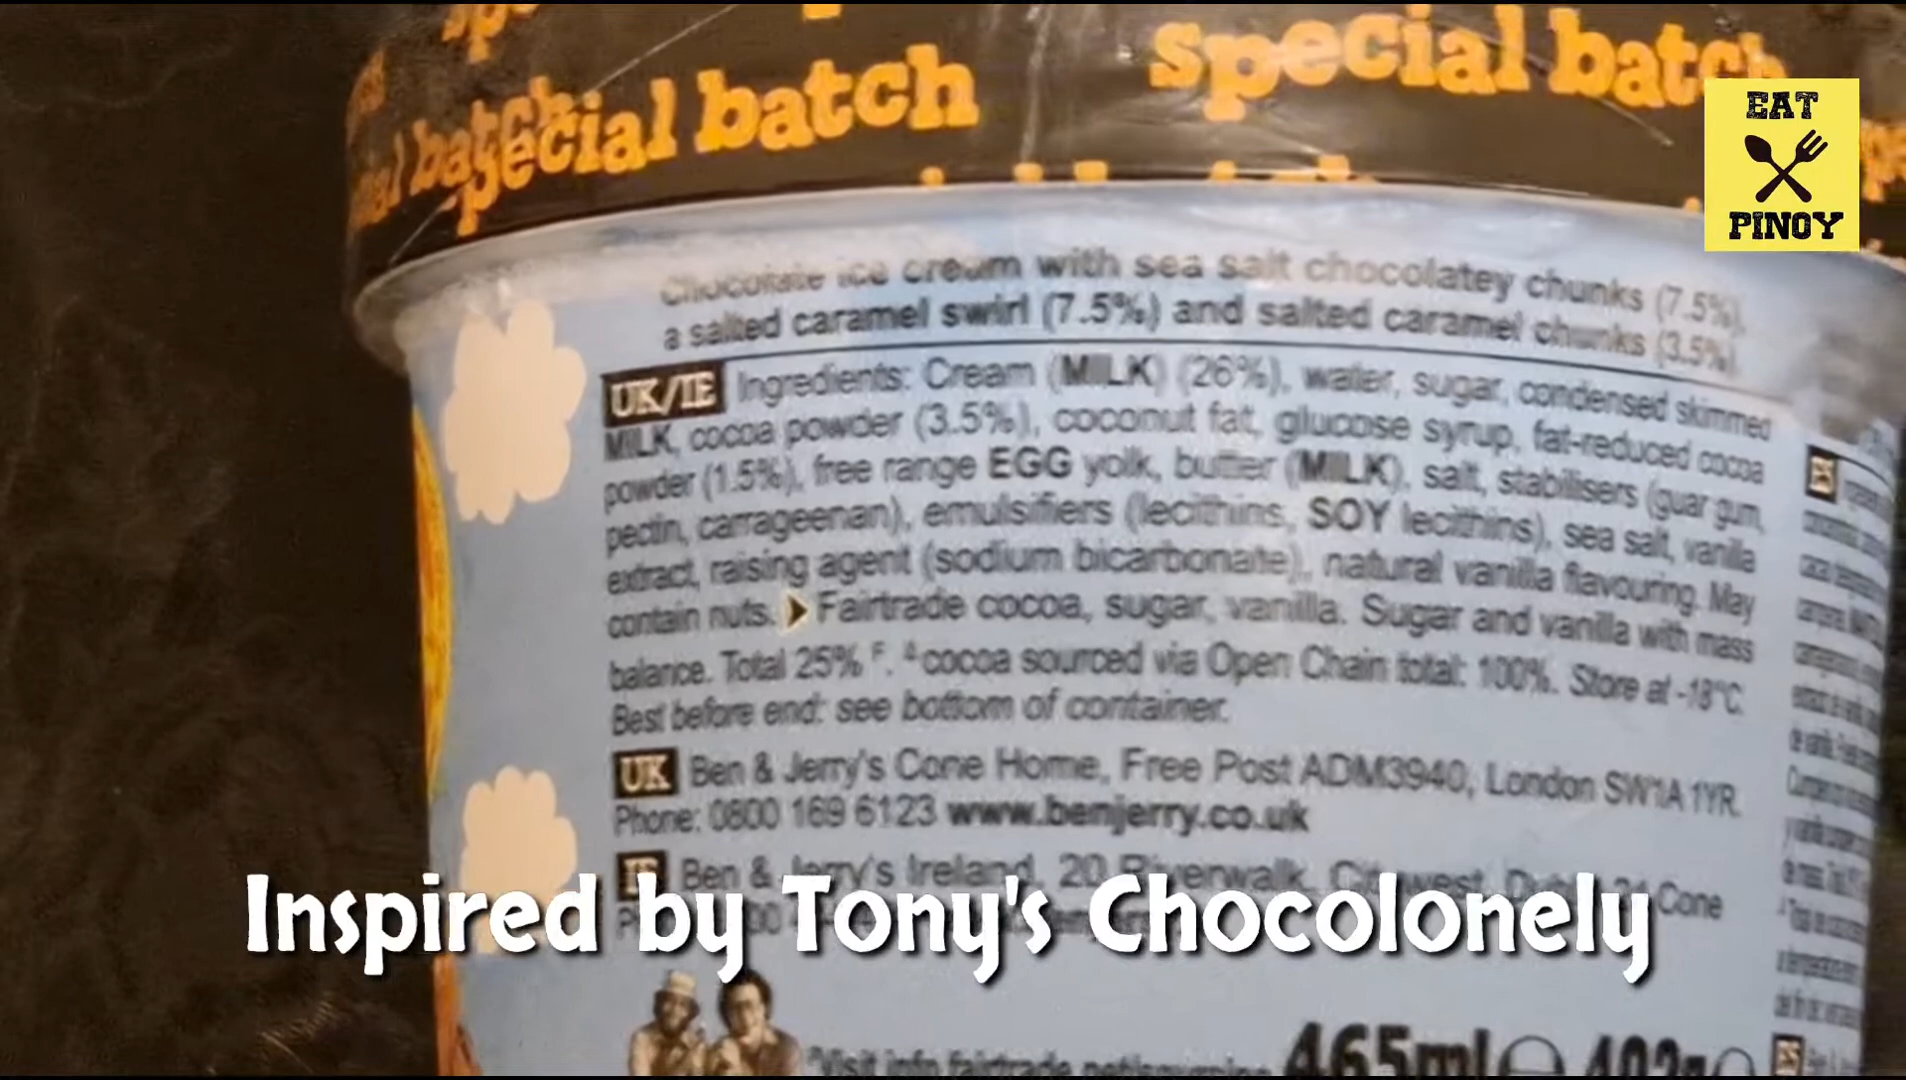 special batch
special batch
EAT
PINOY
Chocolate ice cream with sea salt chocolatey chunks (7.5%),
a salted caramel swirl (7.5%) and salted caramel chunks (3.5%).
UK/IE Ingredients: Cream (MILK) (26%), water, sugar, condensed skimmed
MILK, cocoa powder (3.5%), coconut fat, glucose syrup, fat-reduced cocoa
powder (1.5%), free range EGG yolk, butter (MILK), salt, stabilisers (guar gum,
pectin, carrageenan), emulsifiers (lecithins, SOY lecithins), sea salt, vanilla
extract, raising agent (sodium bicarbonate), natural vanilla flavouring. May
contain nuts. Fairtrade cocoa, sugar, vanilla. Sugar and vanilla with mass
balance. Total 25% F. Δcocoa sourced via Open Chain total: 100%. Store at -18°C.
Best before end: see bottom of container.
UK Ben & Jerry's Cone Home, Free Post ADM3940, London SW1A 1YR.
Phone: 0800 169 6123 www.benjerry.co.uk
IE Ben & Jerry's Ireland, 20 Riverwalk, Citywest, Cone
Inspired by Tony's Chocolonely
Visit info.fairtrade.net/sourcing
465ml
ES